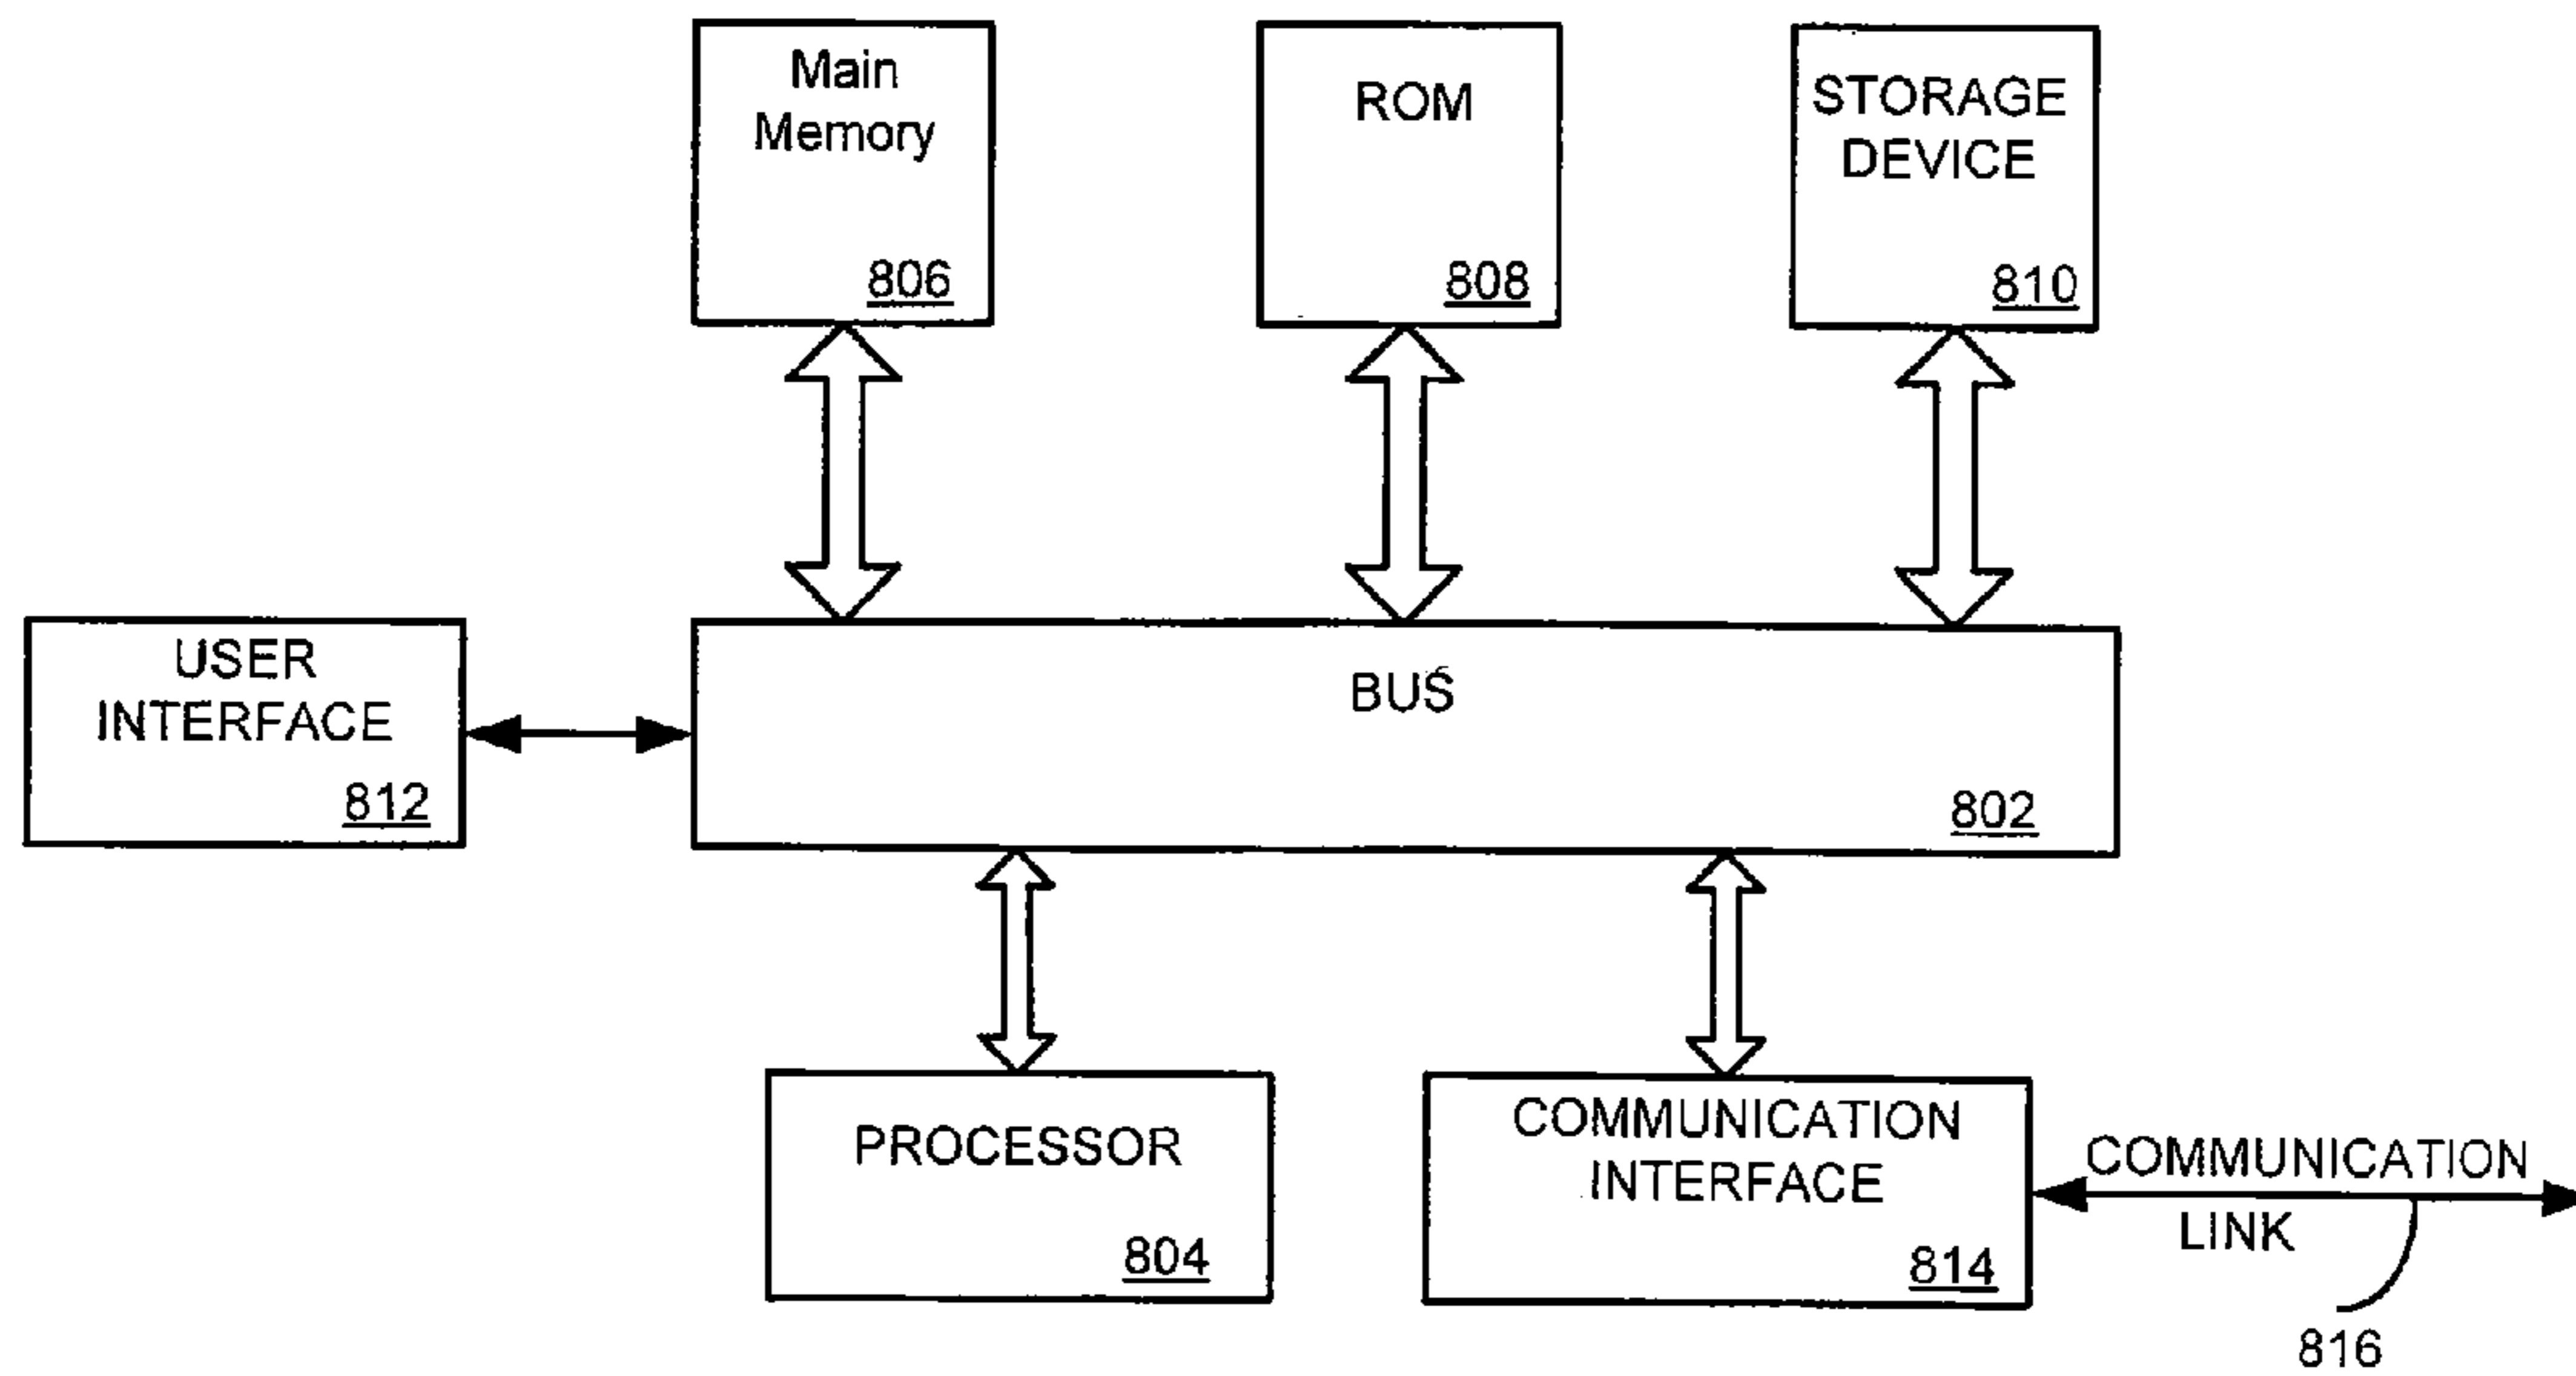 Main
Memory
806
ROM
808
STORAGE
DEVICE
810
USER
INTERFACE
812
BUS
802
PROCESSOR
804
COMMUNICATION
INTERFACE
814
COMMUNICATION
LINK
816